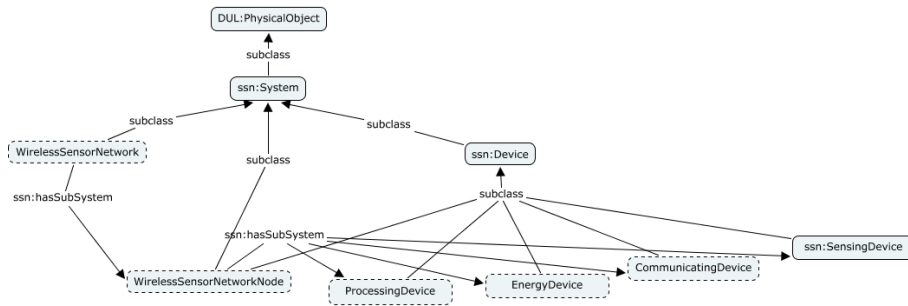 DUL:PhysicalObject
subclass
ssn:System
subclass
subclass
WirelessSensorNetwork
ssn:Device
subclass
ssn:hasSubSystem
subclass
ssn:hasSubSystem
ssn:SensingDevice
CommunicatingDevice
WirelessSensorNetworkNode
EnergyDevice
ProcessingDevice